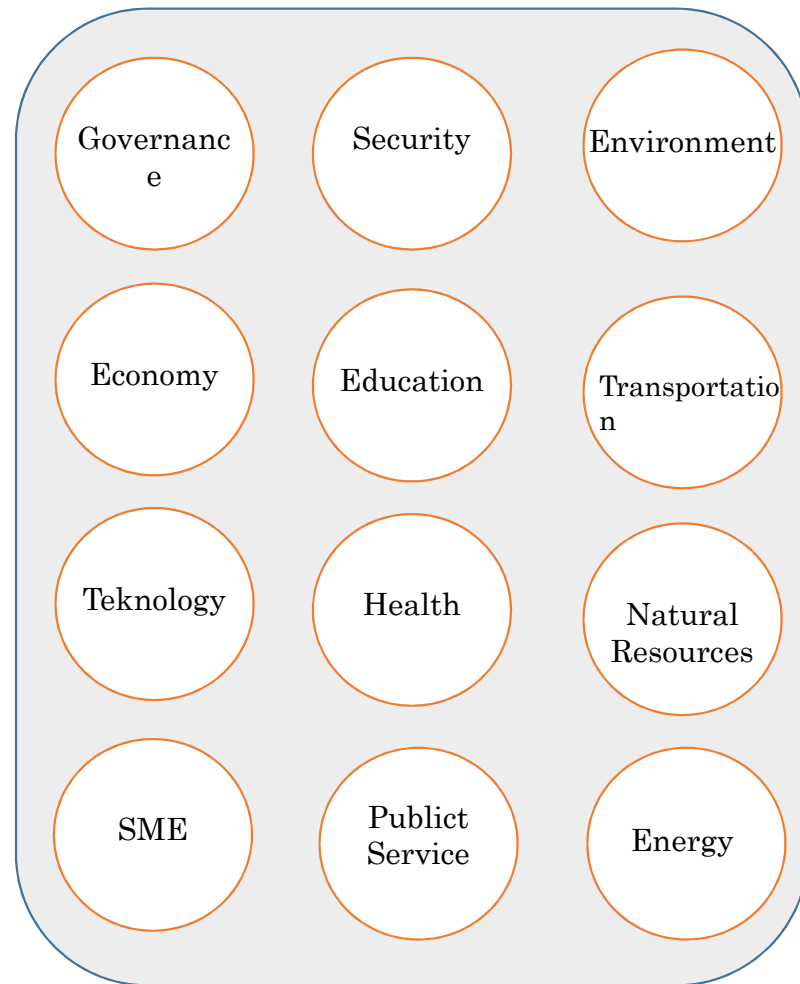 Governanc
e
Security
Environment
Economy
Education
Transportatio
n
Teknology
Health
Natural
Resources
SME
Publict
Service
Energy